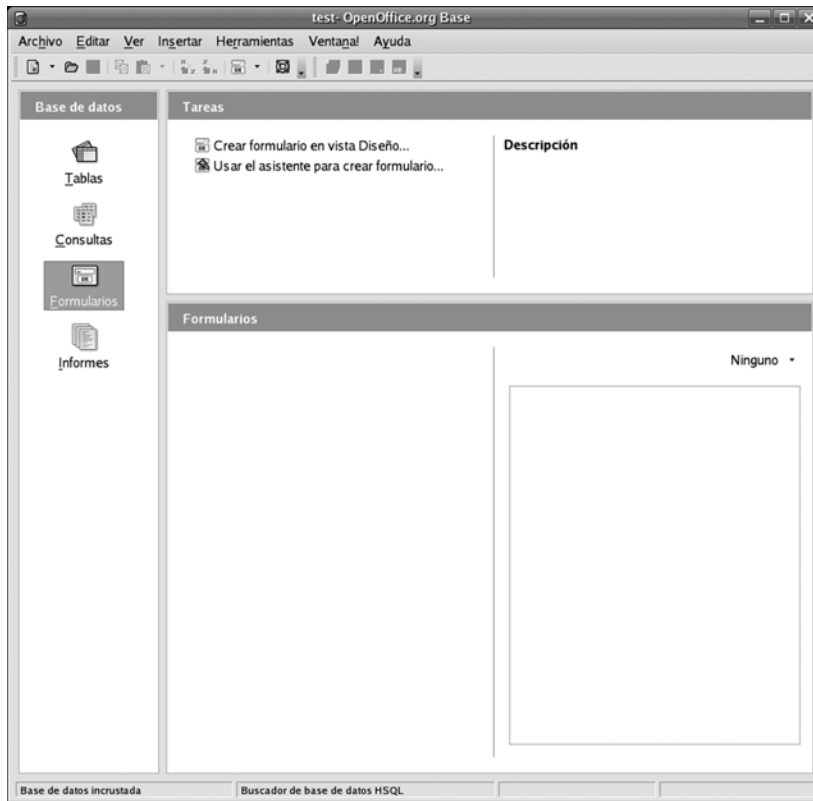 test- OpenOffice.org Base
Archivo Editar Ver Insertar Herramientas Ventana! Ayuda
Base de datos
Tablas
Consultas
Formularios
Informes
Tareas
Crear formulario en vista Diseño...
Usar el asistente para crear formulario...
Descripción
Formularios
Ninguno
Base de datos incrustada
Buscador de base de datos HSQL